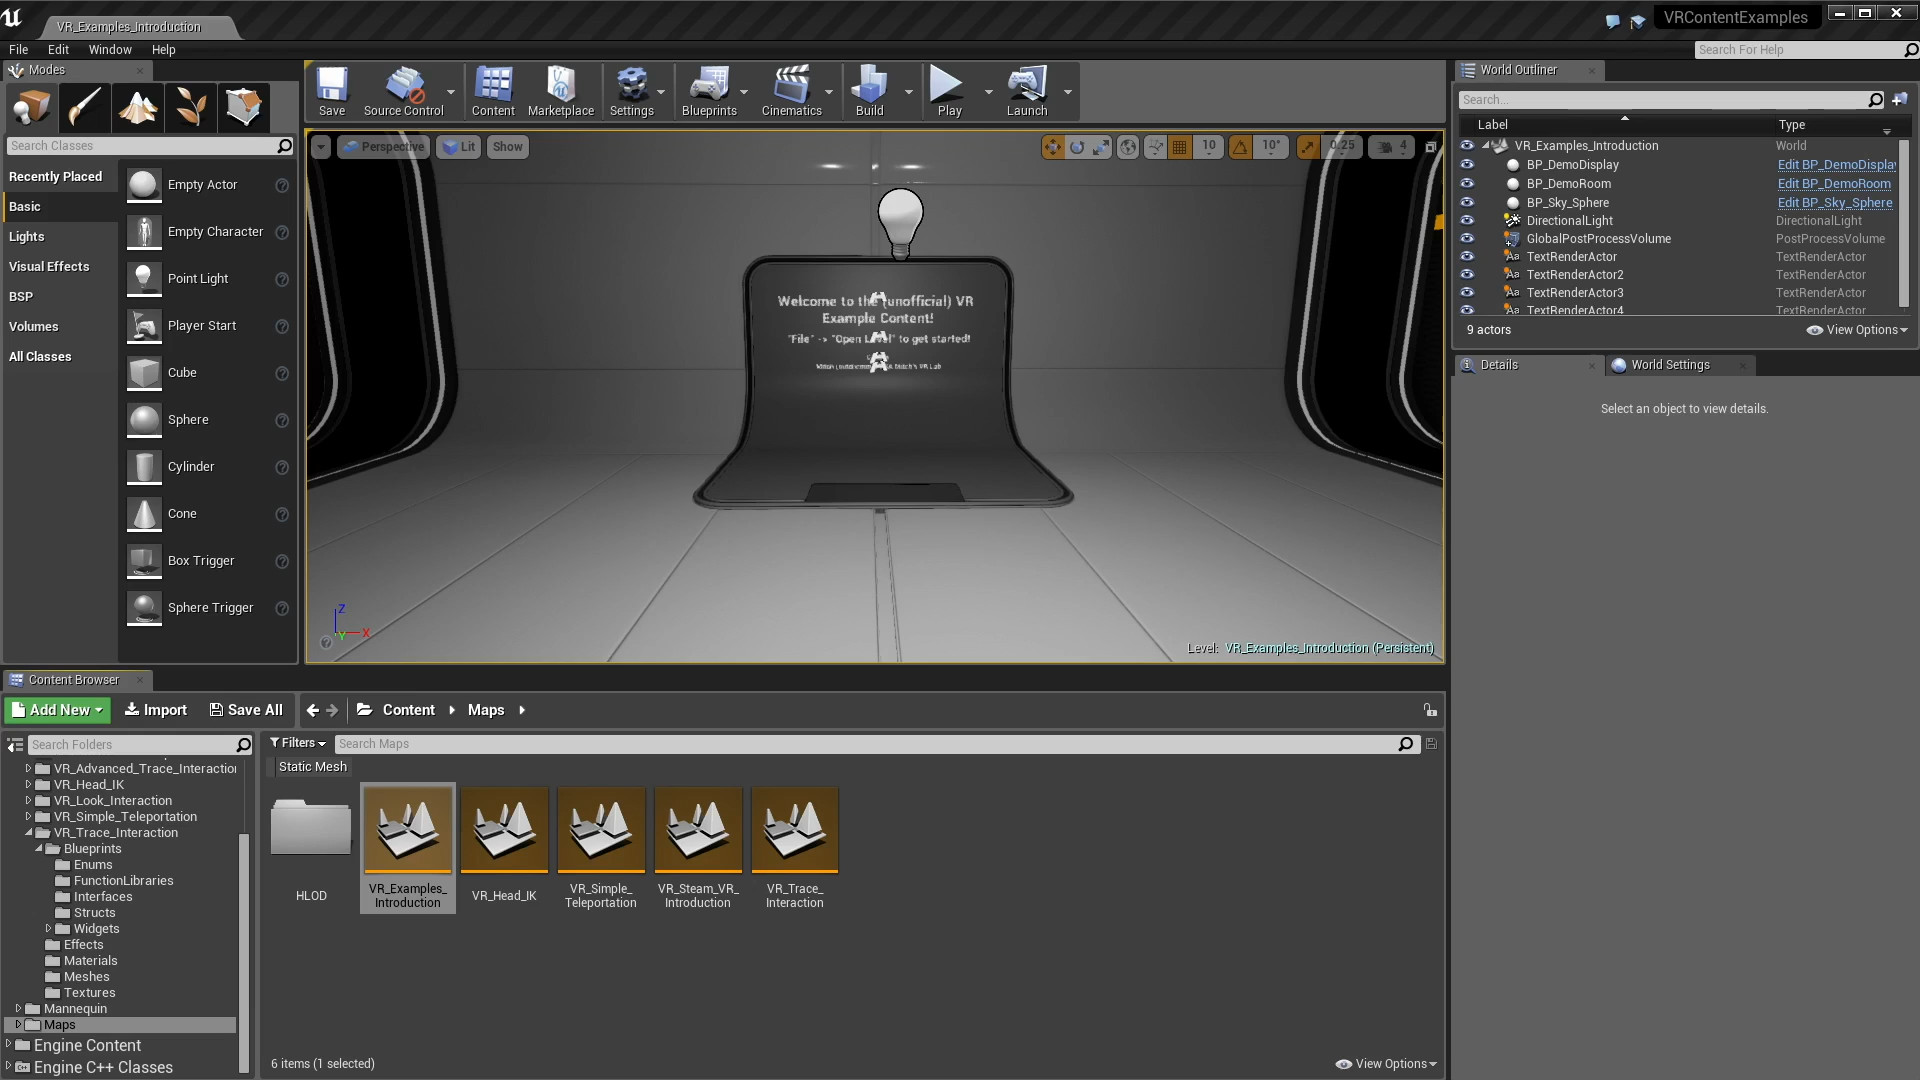 VR_Examples_Introduction
VRContentExamples
File Edit Window Help
Search For Help
Modes
Search Classes
Recently Placed
Basic
Lights
Visual Effects
BSP
Volumes
All Classes
Empty Actor
Empty Character
Point Light
Player Start
Cube
Sphere
Cylinder
Cone
Box Trigger
Sphere Trigger
Save
Source Control
Content
Marketplace
Settings
Blueprints
Cinematics
Build
Play
Launch
Perspective Lit Show
10 10° 0.25 4
Welcome to the (unofficial) VR
Example Content!
"File" -> "Open Level" to get started!
VR Lab
Z
Y X
Level: VR_Examples_Introduction (Persistent)
World Outliner
Search...
Label Type
VR_Examples_Introduction World
BP_DemoDisplay Edit BP_DemoDisplay
BP_DemoRoom Edit BP_DemoRoom
BP_Sky_Sphere Edit BP_Sky_Sphere
DirectionalLight DirectionalLight
GlobalPostProcessVolume PostProcessVolume
TextRenderActor TextRenderActor
TextRenderActor2 TextRenderActor
TextRenderActor3 TextRenderActor
TextRenderActor4 TextRenderActor
9 actors View Options
Details World Settings
Select an object to view details.
Content Browser
Add New Import Save All Content Maps
Search Folders
VR_Advanced_Trace_Interaction
VR_Head_IK
VR_Look_Interaction
VR_Simple_Teleportation
VR_Trace_Interaction
Blueprints
Enums
FunctionLibraries
Interfaces
Structs
Widgets
Effects
Materials
Meshes
Textures
Mannequin
Maps
Engine Content
Engine C++ Classes
Filters Search Maps
Static Mesh
HLOD
VR_Examples_
Introduction
VR_Head_IK
VR_Simple_
Teleportation
VR_Steam_VR_
Introduction
VR_Trace_
Interaction
6 items (1 selected) View Options